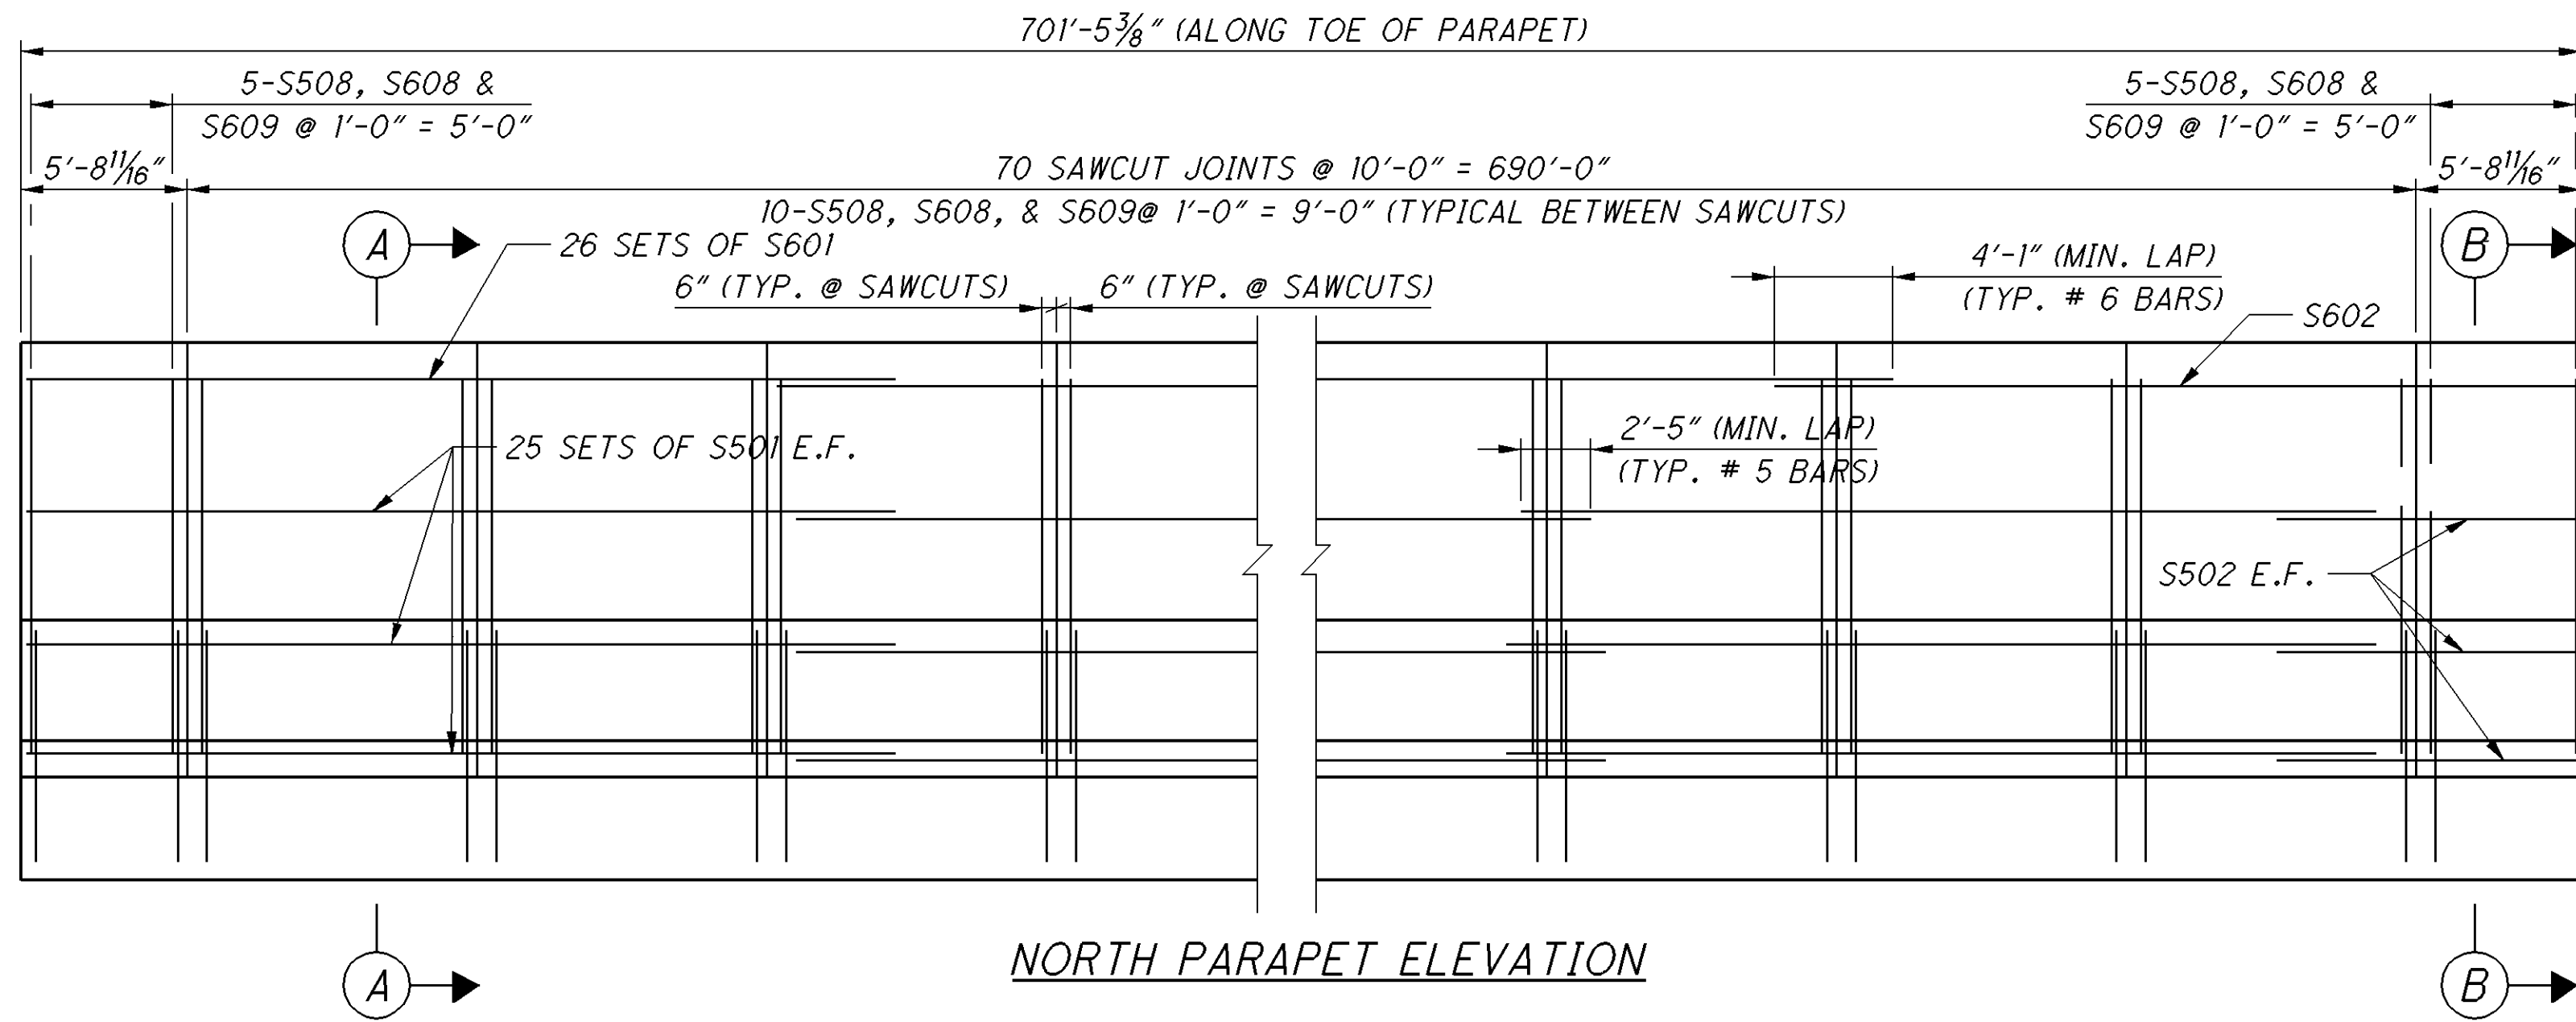 701'-5⅜" (ALONG TOE OF PARAPET)
5-S508, S608 &
S609 @ 1'-0" = 5'-0"
5-S508, S608 &
S609 @ 1'-0" = 5'-0"
5'-8 11/16"
70 SAWCUT JOINTS @ 10'-0" = 690'-0"
5'-8 11/16"
10-S508, S608, & S609@ 1'-0" = 9'-0" (TYPICAL BETWEEN SAWCUTS)
A
26 SETS OF S601
B
4'-1" (MIN. LAP)
(TYP. # 6 BARS)
6" (TYP. @ SAWCUTS)
6" (TYP. @ SAWCUTS)
S602
25 SETS OF S501 E.F.
2'-5" (MIN. LAP)
(TYP. # 5 BARS)
S502 E.F.
NORTH PARAPET ELEVATION
A
B